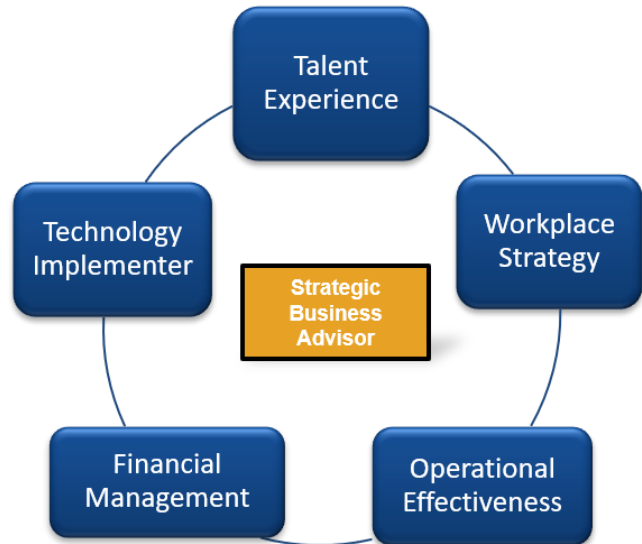 Talent
Experience
Technology
Implementer
Workplace
Strategy
Strategic
Business
Advisor
Financial
Management
Operational
Effectiveness